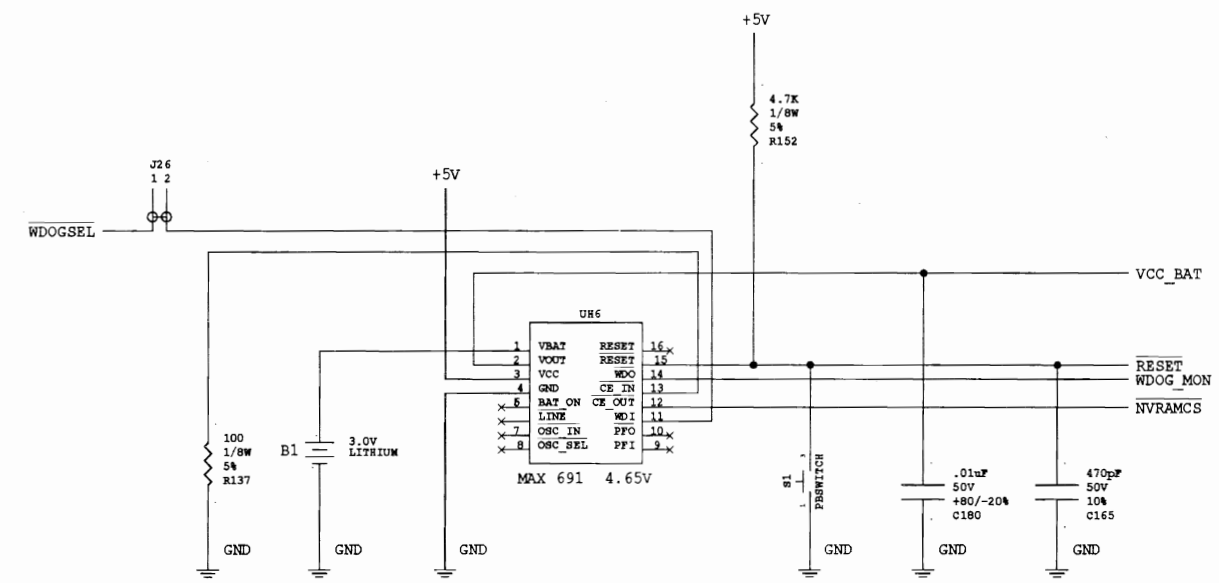 +5V
4.7K
1/8W
5%
R152
J26
1 2
+5V
WDOGSEL
VCC_BAT
UH6
1 VBAT RESET 16
2 VOUT RESET 15
3 VCC WDO 14
4 GND CE_IN 13
5 BAT_ON CE_OUT 12
LINE WDI 11
7 OSC_IN PFO 10
8 OSC_SEL PFI 9
MAX 691 4.65V
RESET
WDOG_MON
NVRAMCS
100
1/8W
5%
R137
B1
3.0V
LITHIUM
S1
PBSWITCH
.01uF
50V
+80/-20%
C180
470pF
50V
10%
C165
GND
GND
GND
GND
GND
GND